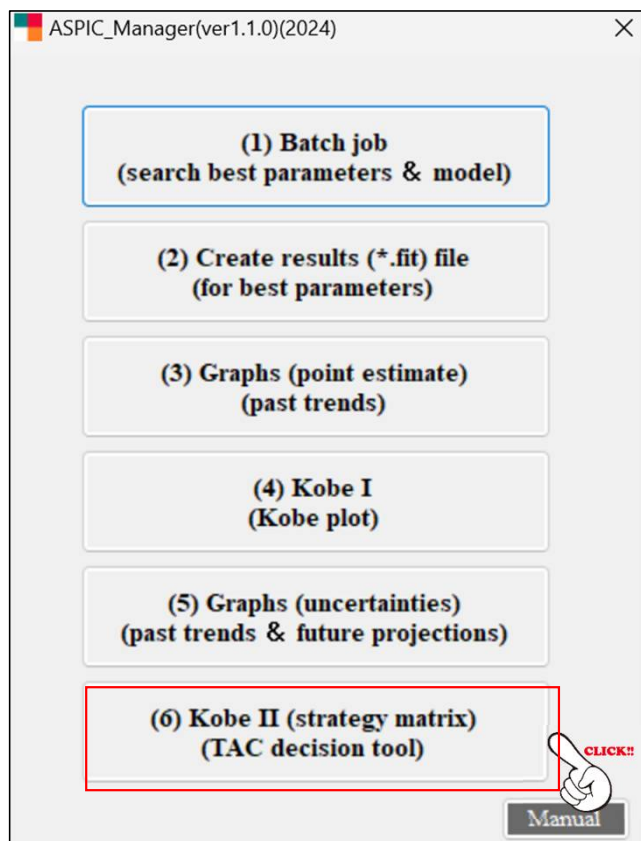 ASPIC_Manager(ver1.1.0)(2024)
(1) Batch job
(search best parameters & model)
(2) Create results (*.fit) file
(for best parameters)
(3) Graphs (point estimate)
(past trends)
(4) Kobe I
(Kobe plot)
(5) Graphs (uncertainties)
(past trends & future projections)
(6) Kobe II (strategy matrix)
(TAC decision tool)
CLICK!!
Manual